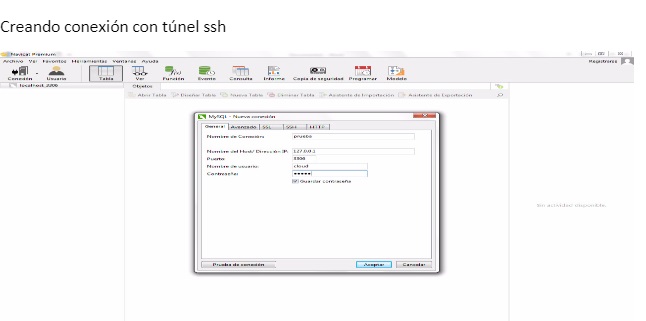 Creando conexión con túnel ssh
Navicat Premium
Archivo Ver Favoritos Herramientas Ventanas Ayuda
Registrarse
Conexión Usuario Tabla Ver Función Evento Consulta Informe Copia de seguridad Programar Modelo
localhost_3306
Objetos
Abrir Tabla Diseñar Tabla Nueva Tabla Eliminar Tabla Asistente de Importación Asistente de Exportación
MySQL - Nueva conexión
General Avanzado SSL SSH HTTP
Nombre de Conexión: prueba
Nombre del Host/ Dirección IP: 127.0.0.1
Puerto: 3306
Nombre de usuario: cloud
Contraseña: •••••
Guardar contraseña
En actividad disponible.
Prueba de conexión Aceptar Cancelar